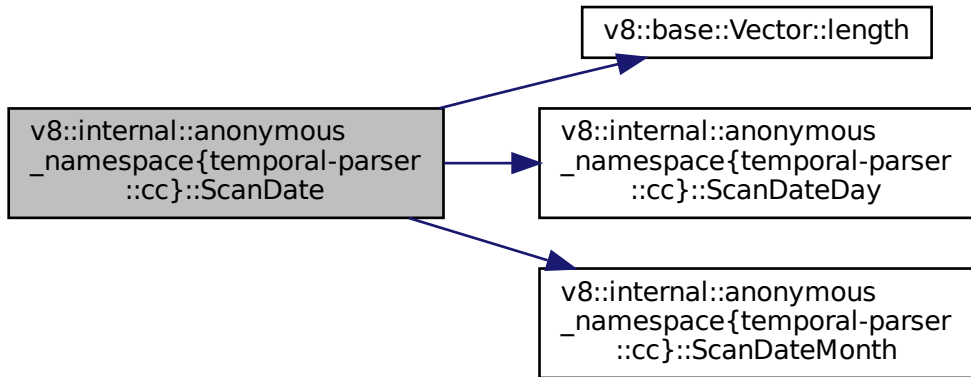 v8::base::Vector::length
v8::internal::anonymous
_namespace{temporal-parser
::cc}::ScanDate
v8::internal::anonymous
_namespace{temporal-parser
::cc}::ScanDateDay
v8::internal::anonymous
_namespace{temporal-parser
::cc}::ScanDateMonth